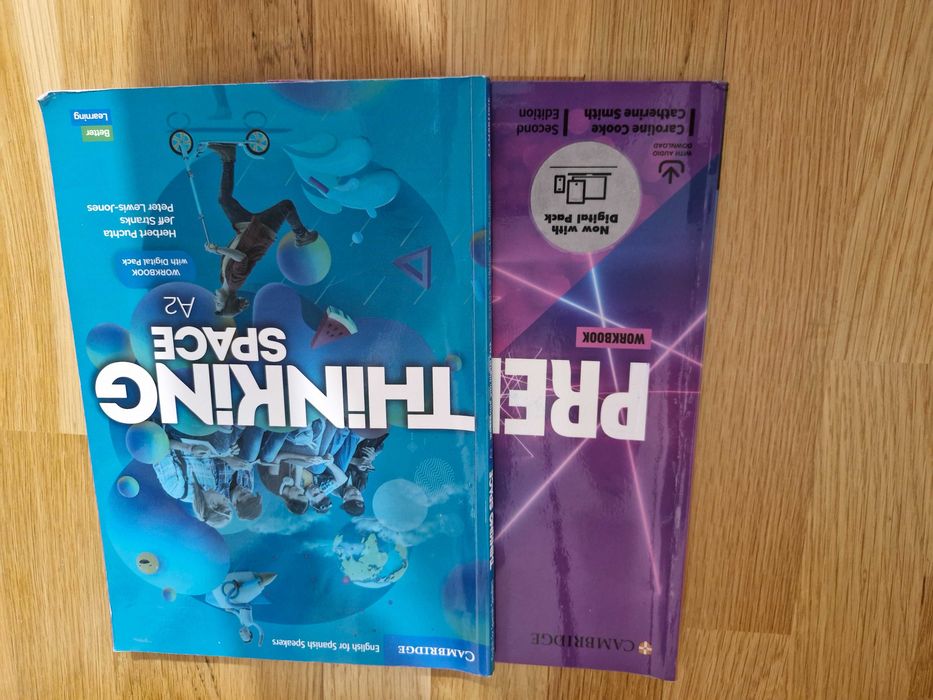 CAMBRIDGE
PRE
WORKBOOK
Now with
Digital Pack
WITH AUDIO
DOWNLOAD
Caroline Cooke
Catherine Smith
Second
Edition
CAMBRIDGE
English for Spanish Speakers
THiNKiNG
SPACE
A2
WORKBOOK
with Digital Pack
Herbert Puchta
Jeff Stranks
Peter Lewis-Jones
Better
Learning